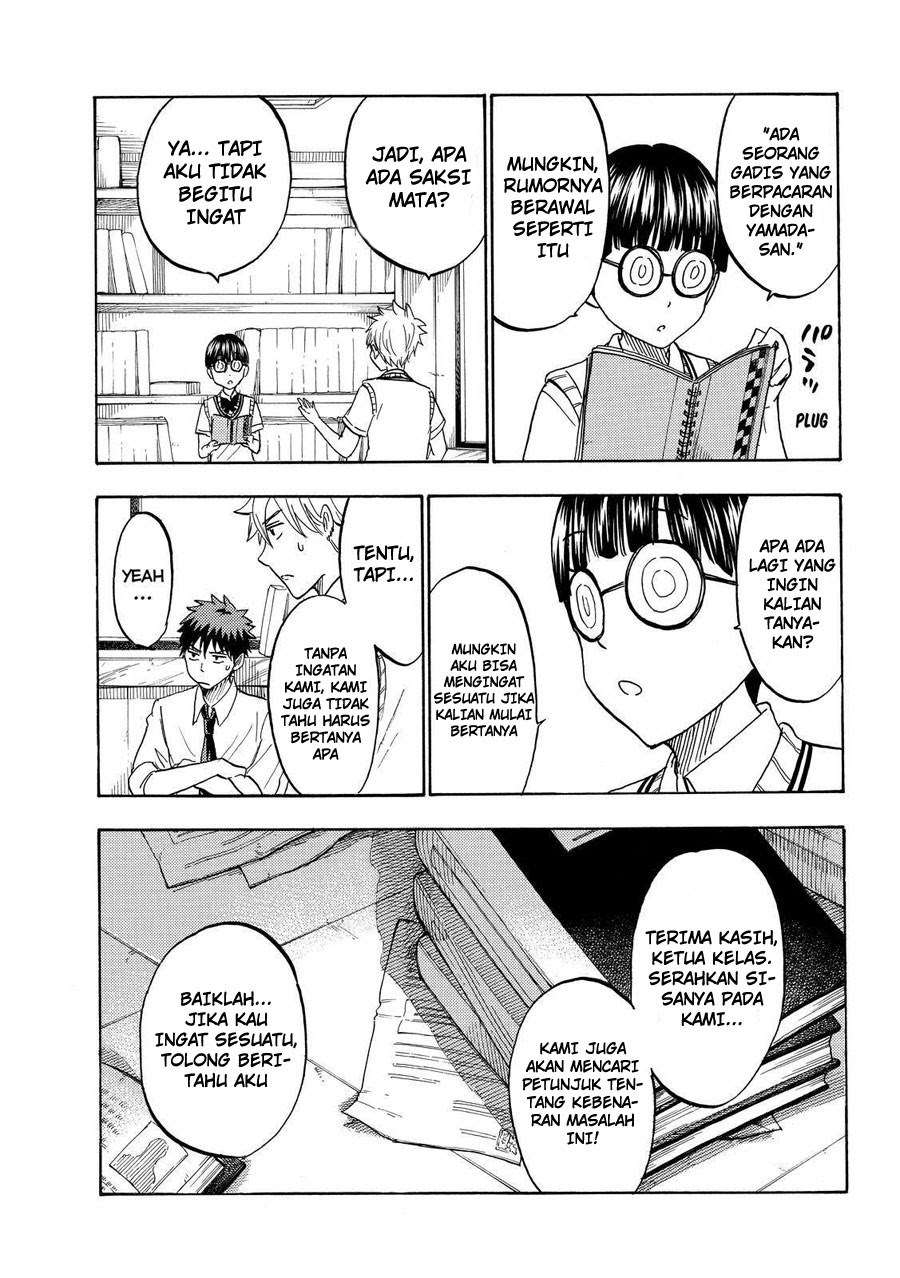 "ADA
SEORANG
GADIS YANG
BERPACARAN
DENGAN
YAMADA-
SAN."
MUNGKIN,
RUMORNYA
BERAWAL
SEPERTI
ITU
パラッ
PLUG
JADI, APA
ADA SAKSI
MATA?
YA... TAPI
AKU TIDAK
BEGITU
INGAT
APA ADA
LAGI YANG
INGIN
KALIAN
TANYA-
KAN?
MUNGKIN
AKU BISA
MENGINGAT
SESUATU JIKA
KALIAN MULAI
BERTANYA
TENTU,
TAPI...
TANPA
INGATAN
KAMI, KAMI
JUGA TIDAK
TAHU HARUS
BERTANYA
APA
YEAH
...
TERIMA KASIH,
KETUA KELAS.
SERAHKAN SI-
SANYA PADA
KAMI...
KAMI JUGA
AKAN MENCARI
PETUNJUK TEN-
TANG KEBENA-
RAN MASALAH
INI!
BAIKLAH...
JIKA KAU
INGAT SESUATU,
TOLONG BERI-
TAHU AKU